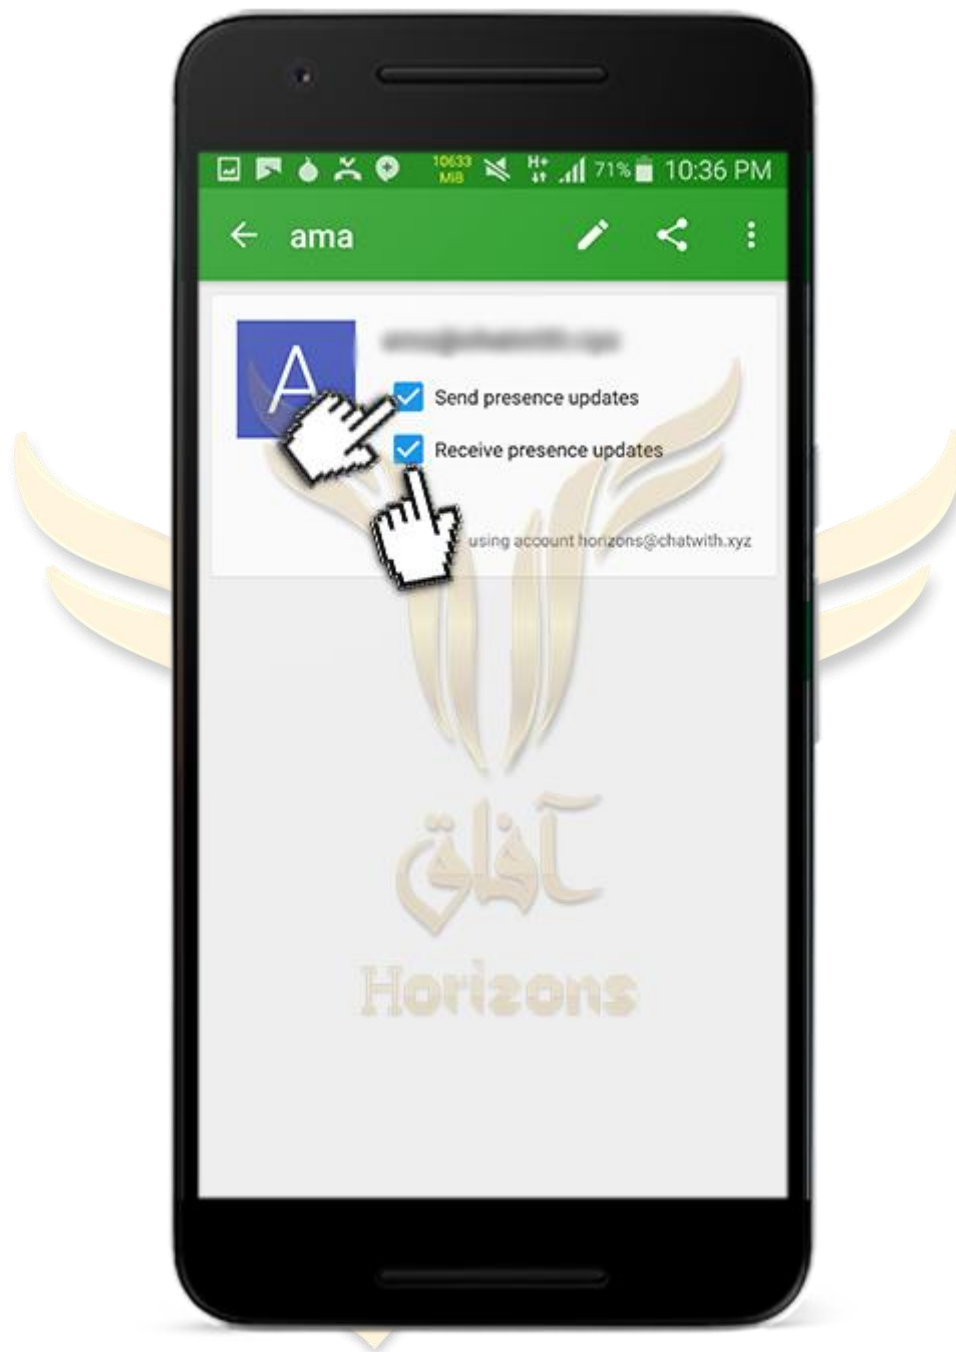 10633
MiB
H+
71%
10:36 PM
ama
A
Send presence updates
Receive presence updates
using account horizons@chatwith.xyz
آفاق
Horizons